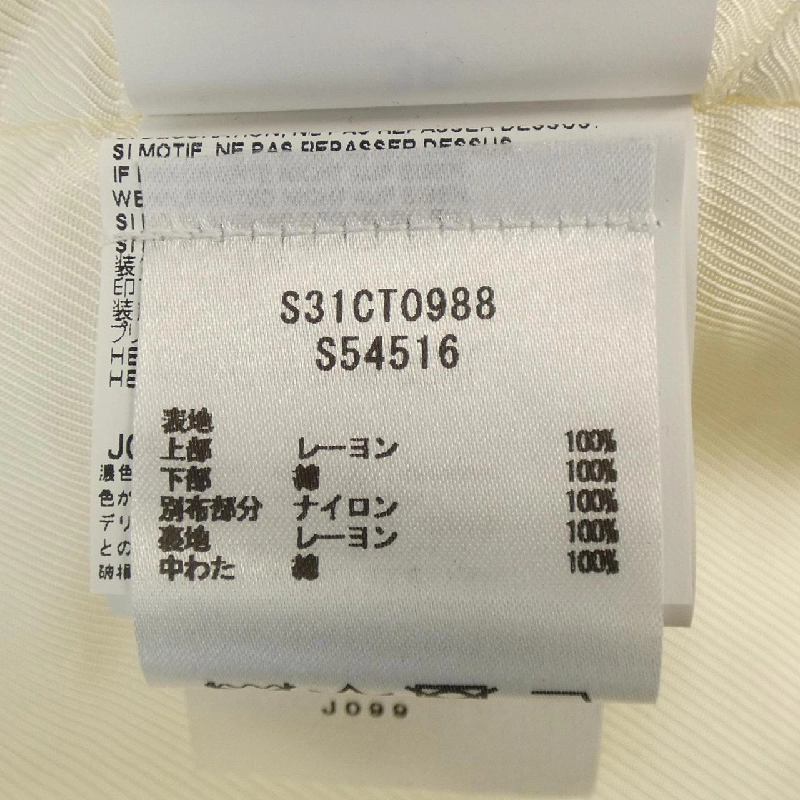 SI MOTIF, NE PAS REPASSER DESSUS
IF
WE
SI
SI
装
印
装
プリ
HE
HE
S31CT0988
S54516
表地
上部 レーヨン 100%
下部 綿 100%
別布部分 ナイロン 100%
裏地 レーヨン 100%
中わた 綿 100%
濃色
色が
デリ
との
破損
J099